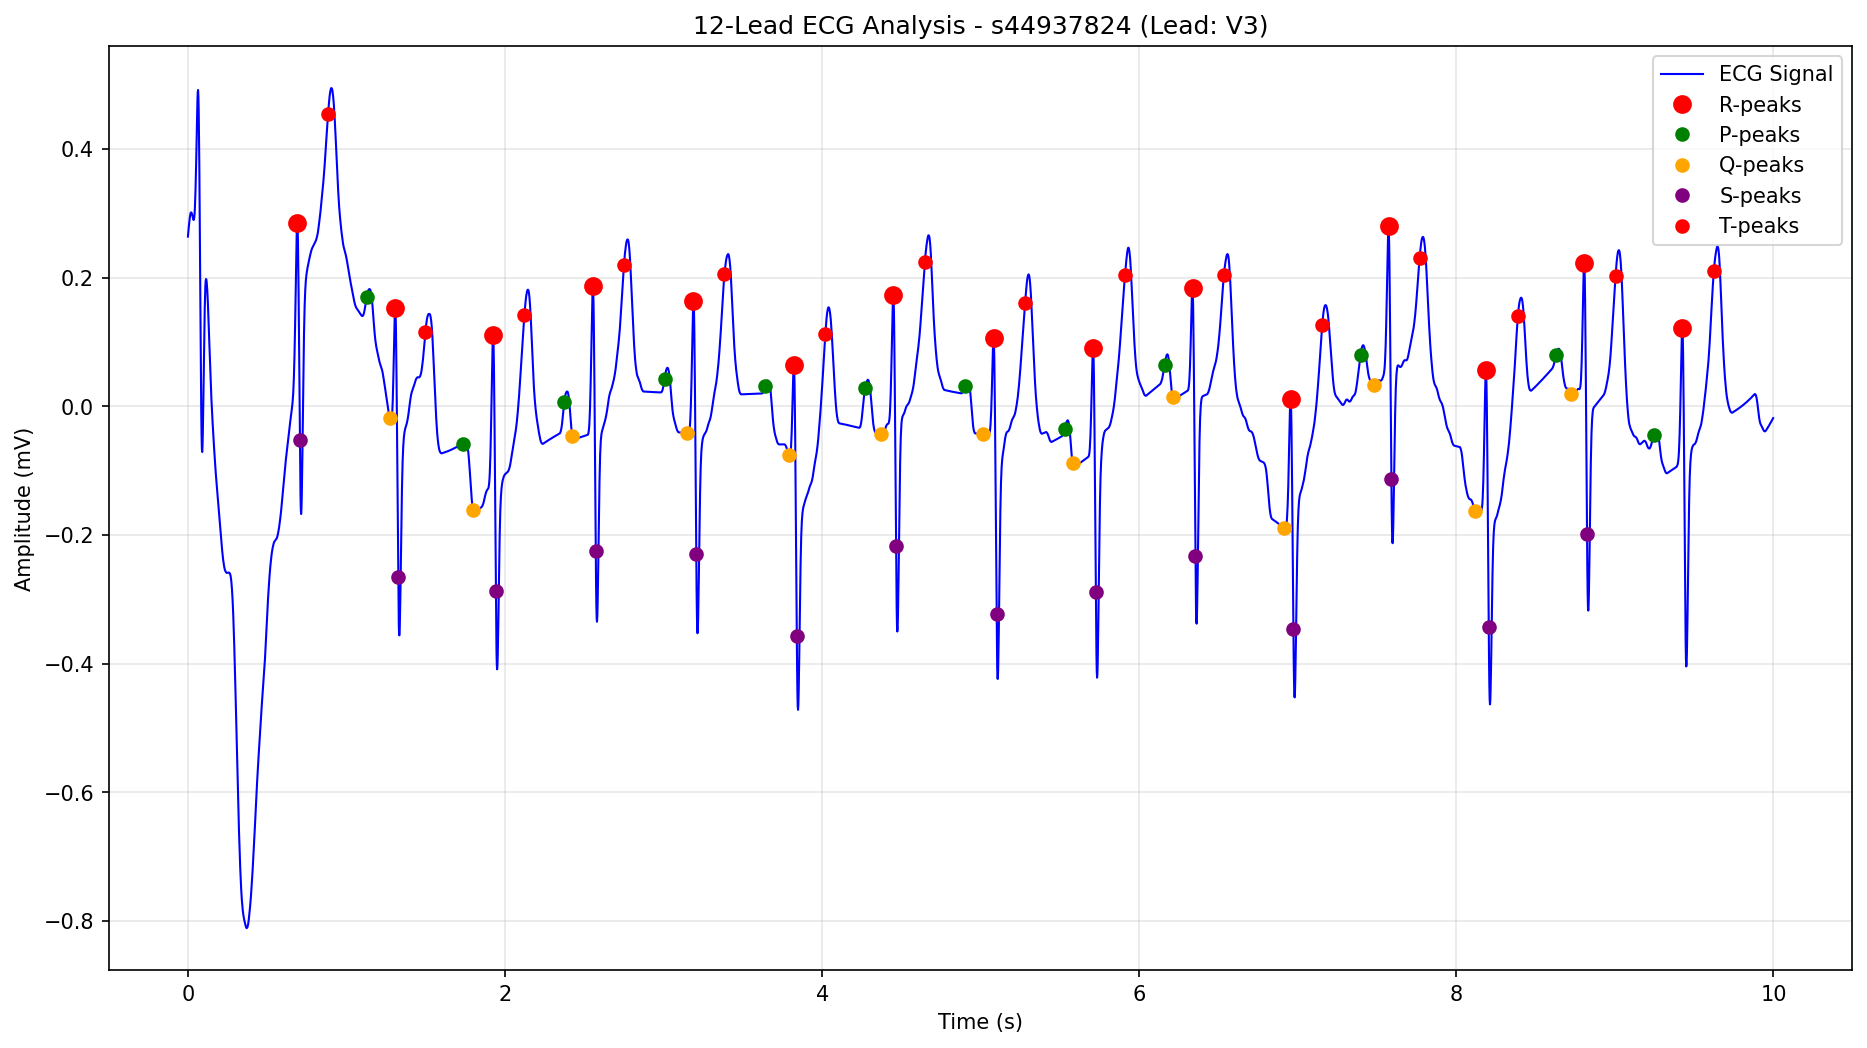 12-Lead ECG Analysis - s44937824 (Lead: V3)
ECG Signal
R-peaks
P-peaks
Q-peaks
S-peaks
T-peaks
Amplitude (mV)
0.4
0.2
0.0
−0.2
−0.4
−0.6
−0.8
0 2 4 6 8 10
Time (s)